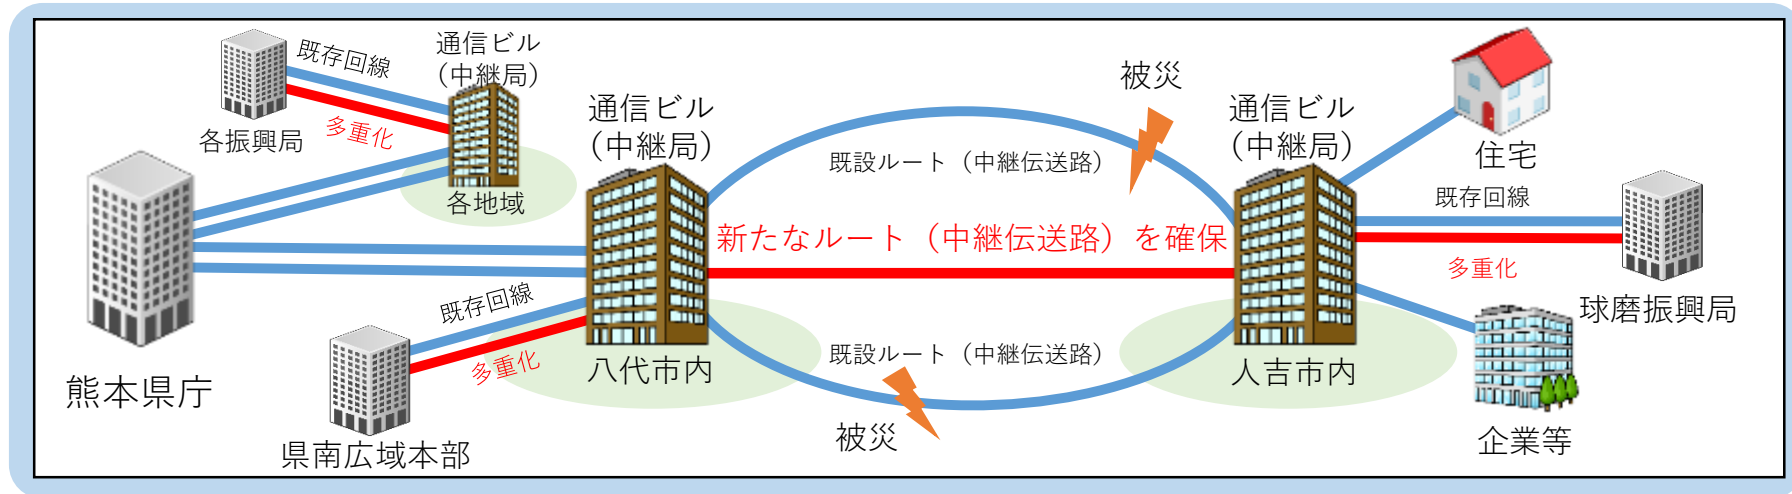 既存回線
多重化
各振興局
通信ビル
(中継局)
各地域
熊本県庁
既存回線
多重化
県南広域本部
通信ビル
(中継局)
八代市内
既設ルート（中継伝送路）
被災
新たなルート（中継伝送路）を確保
既設ルート（中継伝送路）
被災
通信ビル
(中継局)
人吉市内
住宅
既存回線
多重化
球磨振興局
企業等